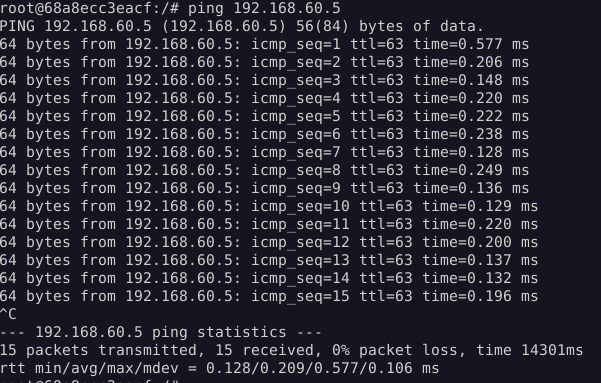 root@68a8ecc3eacf:/# ping 192.168.60.5
PING 192.168.60.5 (192.168.60.5) 56(84) bytes of data.
64 bytes from 192.168.60.5: icmp_seq=1 ttl=63 time=0.577 ms
64 bytes from 192.168.60.5: icmp_seq=2 ttl=63 time=0.206 ms
64 bytes from 192.168.60.5: icmp_seq=3 ttl=63 time=0.148 ms
64 bytes from 192.168.60.5: icmp_seq=4 ttl=63 time=0.220 ms
64 bytes from 192.168.60.5: icmp_seq=5 ttl=63 time=0.222 ms
64 bytes from 192.168.60.5: icmp_seq=6 ttl=63 time=0.238 ms
64 bytes from 192.168.60.5: icmp_seq=7 ttl=63 time=0.128 ms
64 bytes from 192.168.60.5: icmp_seq=8 ttl=63 time=0.249 ms
64 bytes from 192.168.60.5: icmp_seq=9 ttl=63 time=0.136 ms
64 bytes from 192.168.60.5: icmp_seq=10 ttl=63 time=0.129 ms
64 bytes from 192.168.60.5: icmp_seq=11 ttl=63 time=0.220 ms
64 bytes from 192.168.60.5: icmp_seq=12 ttl=63 time=0.200 ms
64 bytes from 192.168.60.5: icmp_seq=13 ttl=63 time=0.137 ms
64 bytes from 192.168.60.5: icmp_seq=14 ttl=63 time=0.132 ms
64 bytes from 192.168.60.5: icmp_seq=15 ttl=63 time=0.196 ms
^C
--- 192.168.60.5 ping statistics ---
15 packets transmitted, 15 received, 0% packet loss, time 14301ms
rtt min/avg/max/mdev = 0.128/0.209/0.577/0.106 ms